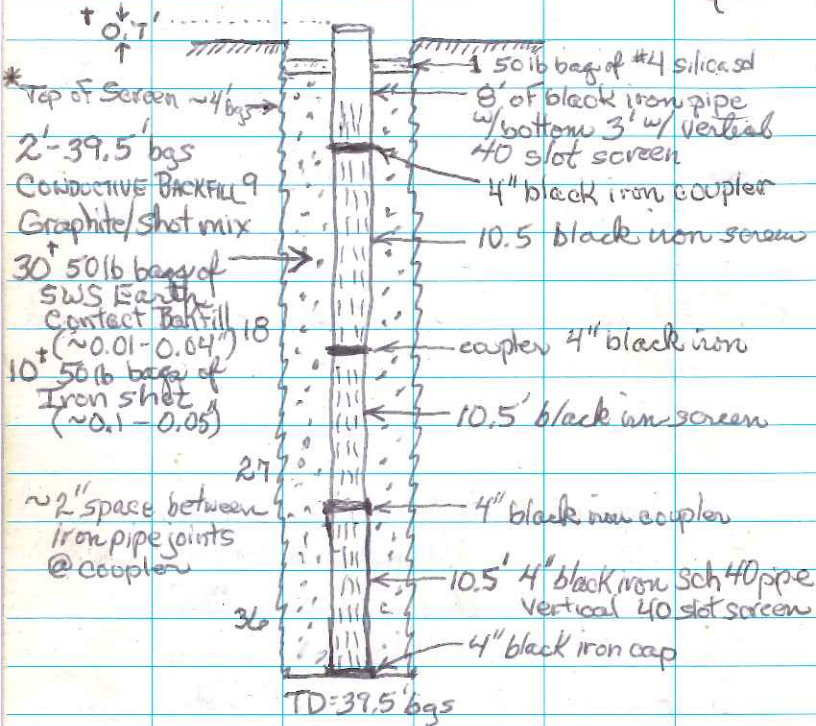 † 0.7'
* Top of Screen ~4' bgs
2'-39.5' bgs
CONDUCTIVE BACKFILL
Graphite/Shot mix
30† 50lb bags of
SWS Earth
Contact Bakfill
(~0.01-0.04")
10† 50lb bags of
Iron shot
(~0.1-0.05")
~2" space between
iron pipe joints
@ coupler
9
18
27
36
1 50lb bag of #4 silica sd
8' of black iron pipe
w/ bottom 3' w/ vertical
40 slot screen
4" black iron coupler
10.5 black iron screen
coupler 4" black iron
10.5' black iron screen
4" black iron coupler
10.5' 4" black iron sch 40 ppe
vertical 40 slot screen
4" black iron cap
TD=39.5' bgs